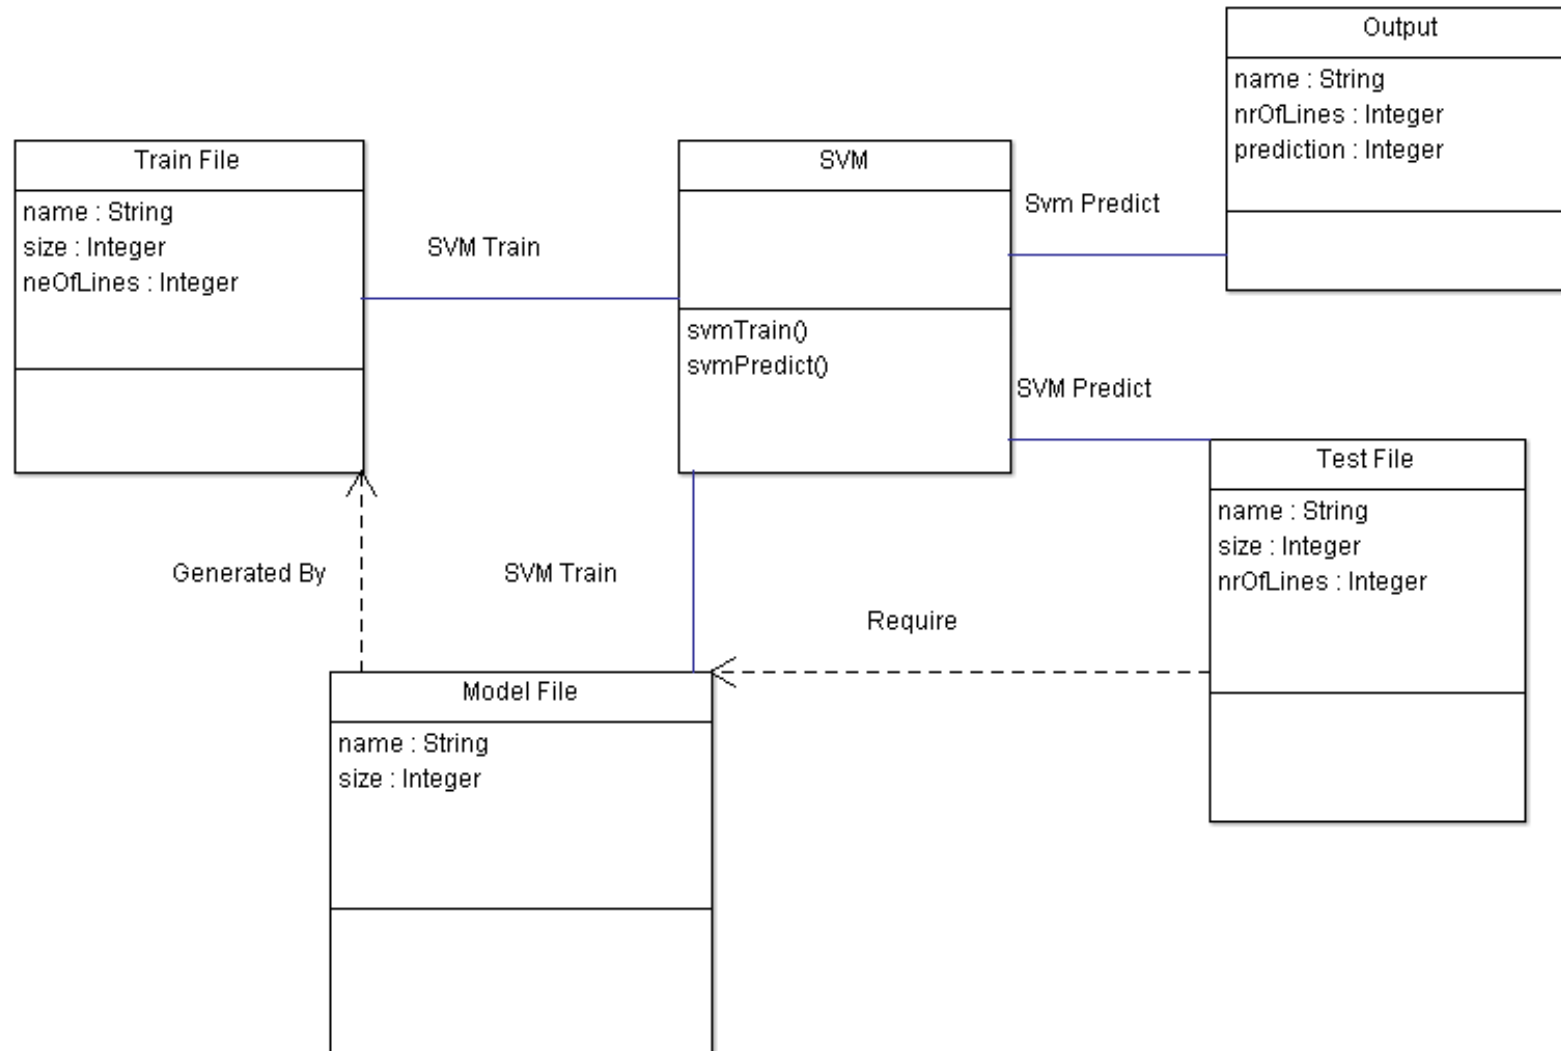 Output
name : String
nrOfLines : Integer
prediction : Integer
Train File
name : String
size : Integer
neOfLines : Integer
SVM Train
SVM
svmTrain()
svmPredict()
Svm Predict
SVM Predict
Test File
name : String
size : Integer
nrOfLines : Integer
Generated By
SVM Train
Require
Model File
name : String
size : Integer